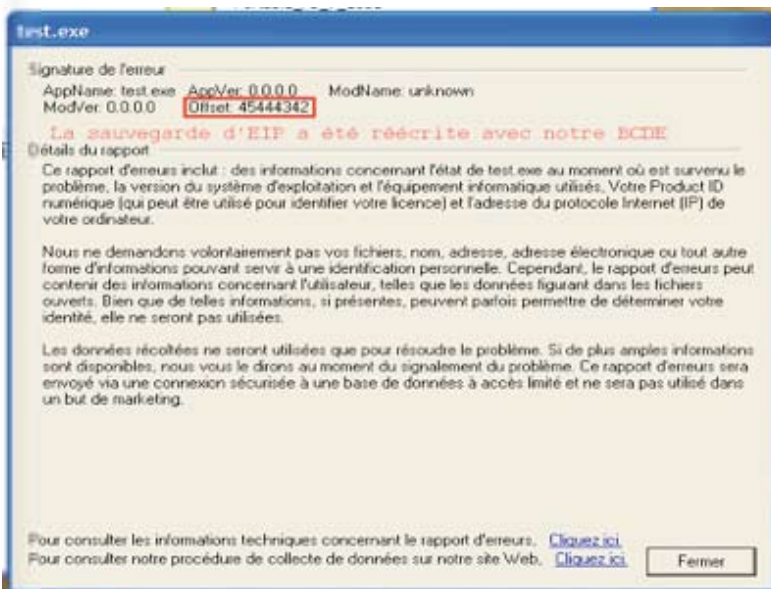 test.exe
Signature de l'erreur
AppName: test.exe AppVer: 0.0.0.0 ModName: unknown
ModVer: 0.0.0.0 Offset: 45444342
La sauvegarde d'EIP a été réécrite avec notre BCDE
Détails du rapport
Ce rapport d'erreurs inclut : des informations concernant l'état de test.exe au moment où est survenu le
problème, la version du système d'exploitation et l'équipement informatique utilisés, Votre Product ID
numérique (qui peut être utilisé pour identifier votre licence) et l'adresse du protocole Internet (IP) de
votre ordinateur.
Nous ne demandons volontairement pas vos fichiers, nom, adresse, adresse électronique ou tout autre
forme d'informations pouvant servir à une identification personnelle. Cependant, le rapport d'erreurs peut
contenir des informations concernant l'utilisateur, telles que les données figurant dans les fichiers
ouverts. Bien que de telles informations, si présentes, peuvent parfois permettre de déterminer votre
identité, elle ne seront pas utilisées.
Les données récoltées ne seront utilisées que pour résoudre le problème. Si de plus amples informations
sont disponibles, nous vous le dirons au moment du signalement du problème. Ce rapport d'erreurs sera
envoyé via une connexion sécurisée à une base de données à accès limité et ne sera pas utilisé dans
un but de marketing.
Pour consulter les informations techniques concernant le rapport d'erreurs, Cliquez ici.
Pour consulter notre procédure de collecte de données sur notre site Web, Cliquez ici.
Fermer